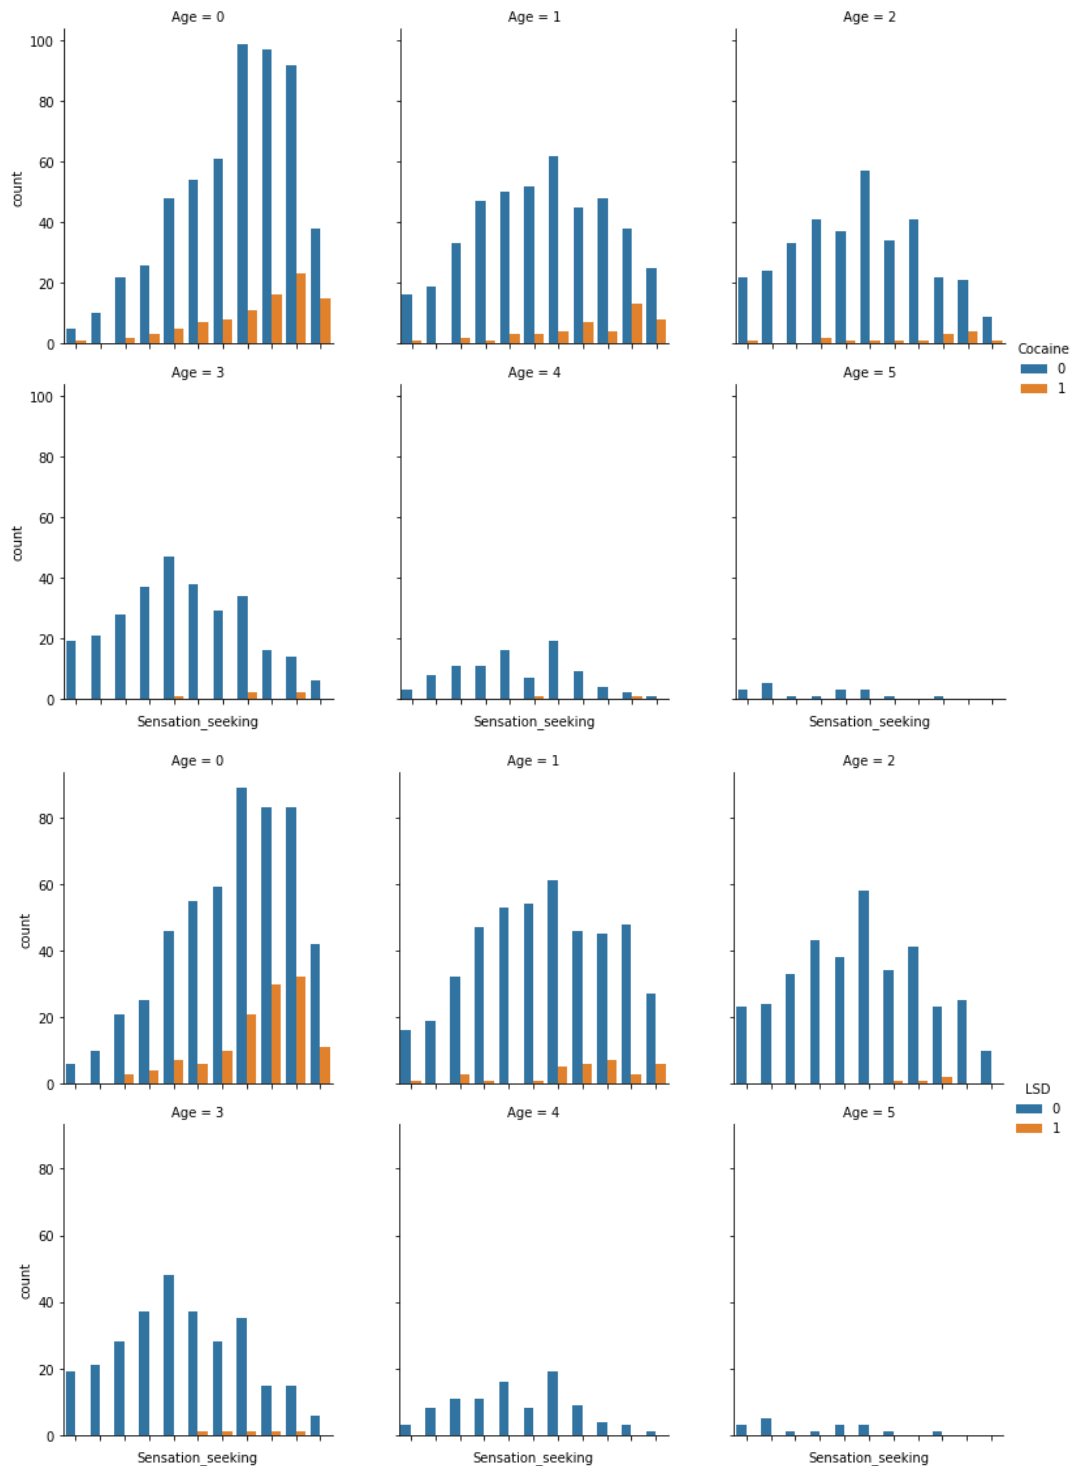 Age = 0 Age = 1 Age = 2
100
80
60
40
20
0
count
Cocaine
0
1
Age = 3 Age = 4 Age = 5
100
80
60
40
20
0
count
Sensation_seeking Sensation_seeking Sensation_seeking
Age = 0 Age = 1 Age = 2
80
60
40
20
0
count
LSD
0
1
Age = 3 Age = 4 Age = 5
80
60
40
20
0
count
Sensation_seeking Sensation_seeking Sensation_seeking